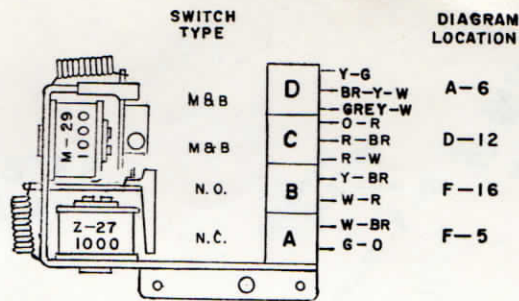 SWITCH
TYPE
DIAGRAM
LOCATION
M-29
1000
Z-27
1000
M&B
D
Y-G
BR-Y-W
GREY-W
A-6
M&B
C
O-R
R-BR
R-W
D-12
N.O.
B
Y-BR
W-R
F-16
N.C.
A
W-BR
G-O
F-5